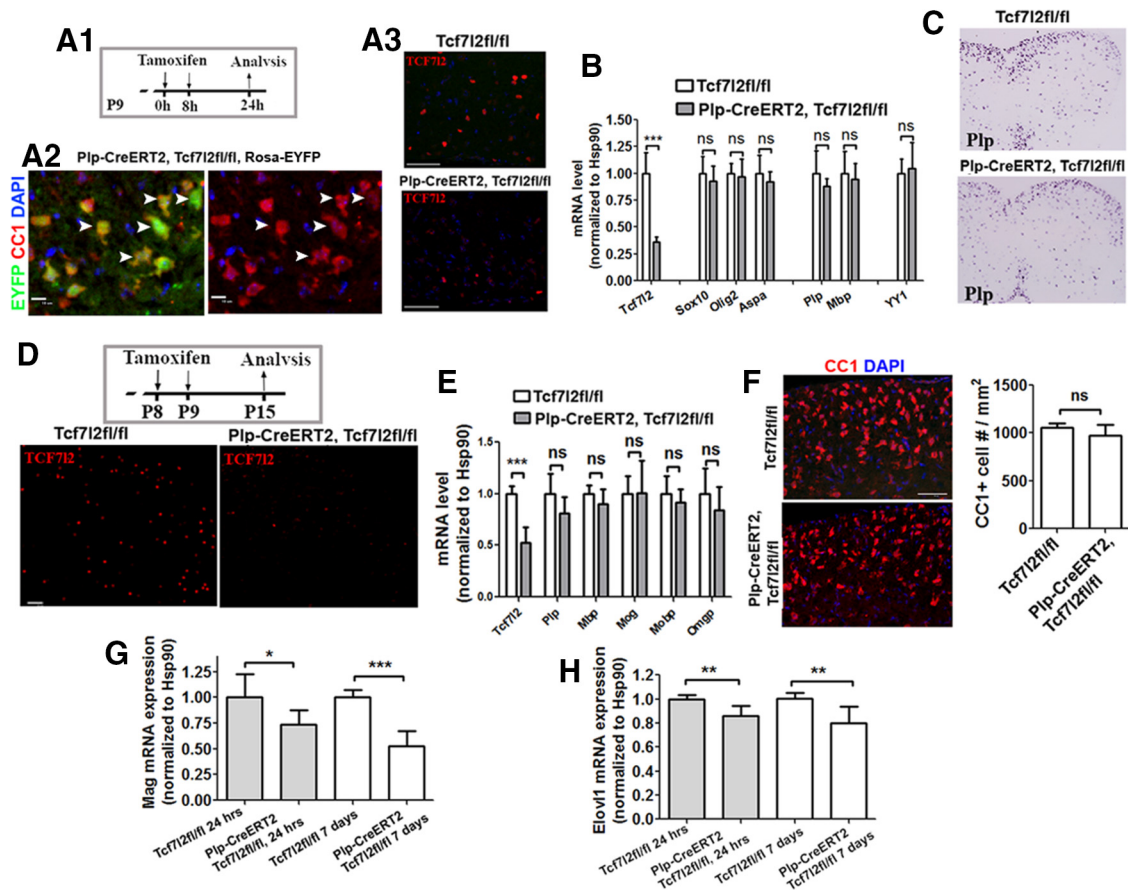 A1
Tamoxifen Analvsis
P9 0h 8h 24h
A2
Plp-CreERT2, Tcf7l2fl/fl, Rosa-EYFP
EYFP CC1 DAPI
A3
Tcf7l2fl/fl
TCF7l2
Plp-CreERT2, Tcf7l2fl/fl
TCF7l2
B
Tcf7l2fl/fl
Plp-CreERT2, Tcf7l2fl/fl
mRNA level
(normalized to Hsp90)
1.50
1.25
1.00
0.75
0.50
0.25
0.00
*** ns ns ns ns ns ns
Tcf7l2 Sox10 Olig2 Aspa Plp Mbp YY1
C
Tcf7l2fl/fl
Plp
Plp-CreERT2, Tcf7l2fl/fl
Plp
D
Tamoxifen Analvsis
P8 P9 P15
Tcf7l2fl/fl
TCF7l2
Plp-CreERT2, Tcf7l2fl/fl
TCF7l2
E
Tcf7l2fl/fl
Plp-CreERT2, Tcf7l2fl/fl
mRNA level
(normalized to Hsp90)
1.5
1.0
0.5
0.0
*** ns ns ns ns ns
Tcf7l2 Plp Mbp Mog Mobp Omgp
F
CC1 DAPI
Tcf7l2fl/fl
Plp-CreERT2,
Tcf7l2fl/fl
CC1+ cell # / mm2
1500
1000
500
0
ns
Tcf7l2fl/fl
Plp-CreERT2,
Tcf7l2fl/fl
G
Mag mRNA expression
(normalized to Hsp90)
1.25
1.00
0.75
0.50
0.25
0.00
* ***
Tcf7l2fl/fl 24 hrs
Plp-CreERT2
Tcf7l2fl/fl, 24 hrs
Tcf7l2fl/fl 7 days
Plp-CreERT2
Tcf7l2fl/fl 7 days
H
Elovl1 mRNA expression
(normalized to Hsp90)
1.2
1.0
0.8
0.6
0.4
0.2
0.0
** **
Tcf7l2fl/fl 24 hrs
Plp-CreERT2
Tcf7l2fl/fl, 24 hrs
Tcf7l2fl/fl 7 days
Plp-CreERT2
Tcf7l2fl/fl 7 days